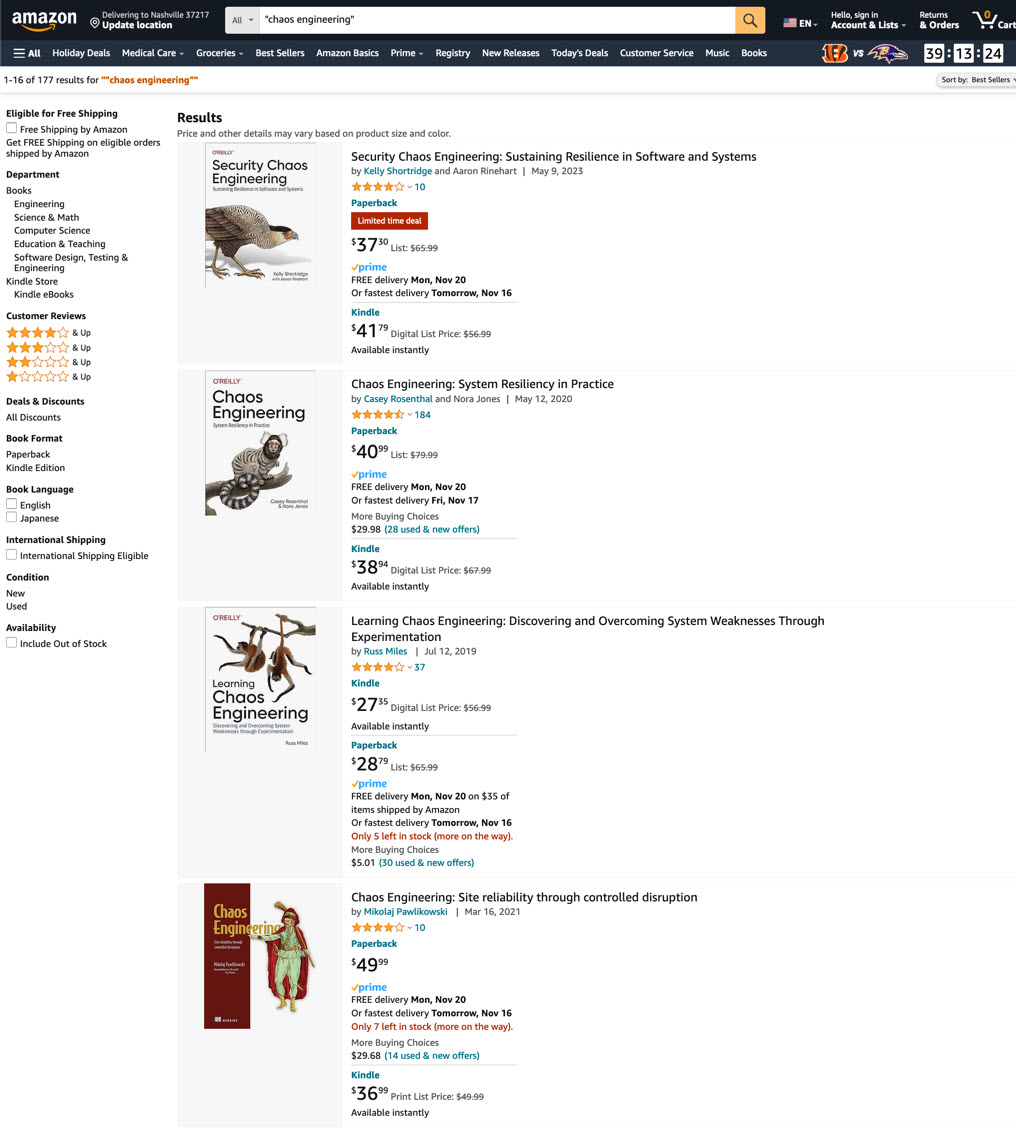 amazon
Delivering to Nashville 37217
Update location
All
"chaos engineering"
EN
Hello, sign in
Account & Lists
Returns
& Orders
0
Cart
All
Holiday Deals
Medical Care
Groceries
Best Sellers
Amazon Basics
Prime
Registry
New Releases
Today's Deals
Customer Service
Music
Books
VS
39:13:24
1-16 of 177 results for ""chaos engineering""
Sort by: Best Sellers
Eligible for Free Shipping
Free Shipping by Amazon
Get FREE Shipping on eligible orders
shipped by Amazon
Department
Books
Engineering
Science & Math
Computer Science
Education & Teaching
Software Design, Testing &
Engineering
Kindle Store
Kindle eBooks
Customer Reviews
& Up
& Up
& Up
& Up
Deals & Discounts
All Discounts
Book Format
Paperback
Kindle Edition
Book Language
English
Japanese
International Shipping
International Shipping Eligible
Condition
New
Used
Availability
Include Out of Stock
Results
Price and other details may vary based on product size and color.
O'REILLY
Security Chaos
Engineering
Sustaining Resilience in Software and Systems
Kelly Shortridge
with Aaron Rinehart
Security Chaos Engineering: Sustaining Resilience in Software and Systems
by Kelly Shortridge and Aaron Rinehart | May 9, 2023
10
Paperback
Limited time deal
$3730 List: $65.99
prime
FREE delivery Mon, Nov 20
Or fastest delivery Tomorrow, Nov 16
Kindle
$4179 Digital List Price: $56.99
Available instantly
O'REILLY
Chaos
Engineering
System Resiliency in Practice
Casey Rosenthal
& Nora Jones
Chaos Engineering: System Resiliency in Practice
by Casey Rosenthal and Nora Jones | May 12, 2020
184
Paperback
$4099 List: $79.99
prime
FREE delivery Mon, Nov 20
Or fastest delivery Fri, Nov 17
More Buying Choices
$29.98 (28 used & new offers)
Kindle
$3894 Digital List Price: $67.99
Available instantly
O'REILLY
Learning
Chaos
Engineering
Discovering and Overcoming System
Weaknesses through Experimentation
Russ Miles
Learning Chaos Engineering: Discovering and Overcoming System Weaknesses Through
Experimentation
by Russ Miles | Jul 12, 2019
37
Kindle
$2735 Digital List Price: $56.99
Available instantly
Paperback
$2879 List: $65.99
prime
FREE delivery Mon, Nov 20 on $35 of
items shipped by Amazon
Or fastest delivery Tomorrow, Nov 16
Only 5 left in stock (more on the way).
More Buying Choices
$5.01 (30 used & new offers)
Chaos
Engineering
Site reliability through
controlled disruption
Mikolaj Pawlikowski
MANNING
Chaos Engineering: Site reliability through controlled disruption
by Mikolaj Pawlikowski | Mar 16, 2021
10
Paperback
$4999
prime
FREE delivery Mon, Nov 20
Or fastest delivery Tomorrow, Nov 16
Only 7 left in stock (more on the way).
More Buying Choices
$29.68 (14 used & new offers)
Kindle
$3699 Print List Price: $49.99
Available instantly